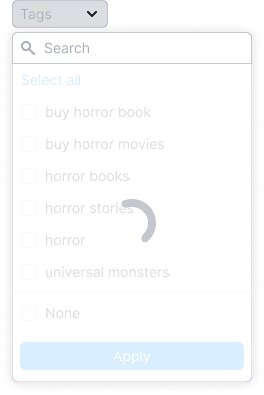 Tags
Search
Select all
buy horror book
buy horror movies
horror books
horror stories
horror
universal monsters
None
Apply